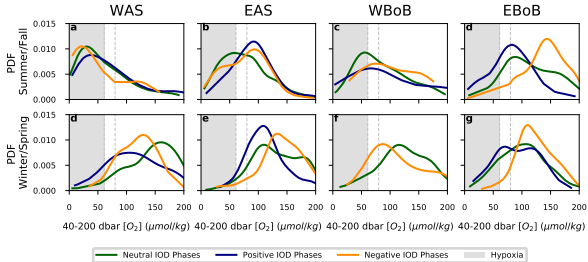 WAS EAS WBoB EBoB
PDF
Summer/Fall
0.015
0.010
0.005
0.000
a b c d
PDF
Winter/Spring
0.015
0.010
0.005
0.000
d e f g
0 50 100 150 200 0 50 100 150 200 0 50 100 150 200 0 50 100 150 200
40-200 dbar [O₂] (μmol/kg) 40-200 dbar [O₂] (μmol/kg) 40-200 dbar [O₂] (μmol/kg) 40-200 dbar [O₂] (μmol/kg)
Neutral IOD Phases Positive IOD Phases Negative IOD Phases Hypoxia